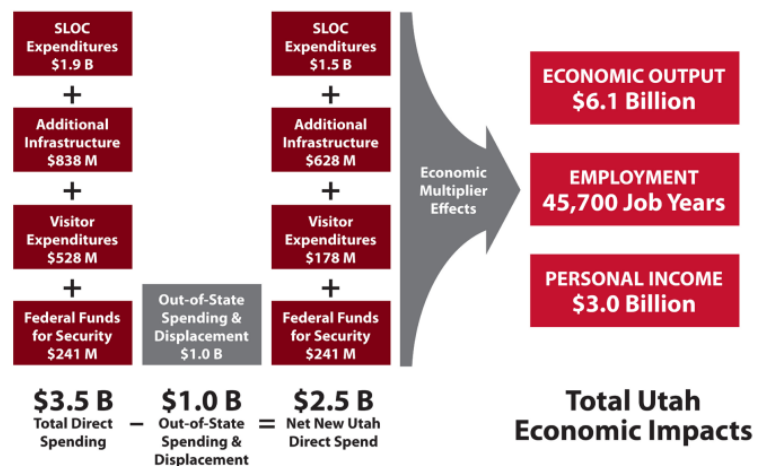 SLOC
Expenditures
$1.9 B
+
Additional
Infrastructure
$838 M
+
Visitor
Expenditures
$528 M
+
Federal Funds
for Security
$241 M
$3.5 B
Total Direct
Spending
–
Out-of-State
Spending &
Displacement
$1.0 B
$1.0 B
Out-of-State
Spending &
Displacement
=
SLOC
Expenditures
$1.5 B
+
Additional
Infrastructure
$628 M
+
Visitor
Expenditures
$178 M
+
Federal Funds
for Security
$241 M
$2.5 B
Net New Utah
Direct Spend
Economic
Multiplier
Effects
ECONOMIC OUTPUT
$6.1 Billion
EMPLOYMENT
45,700 Job Years
PERSONAL INCOME
$3.0 Billion
Total Utah
Economic Impacts